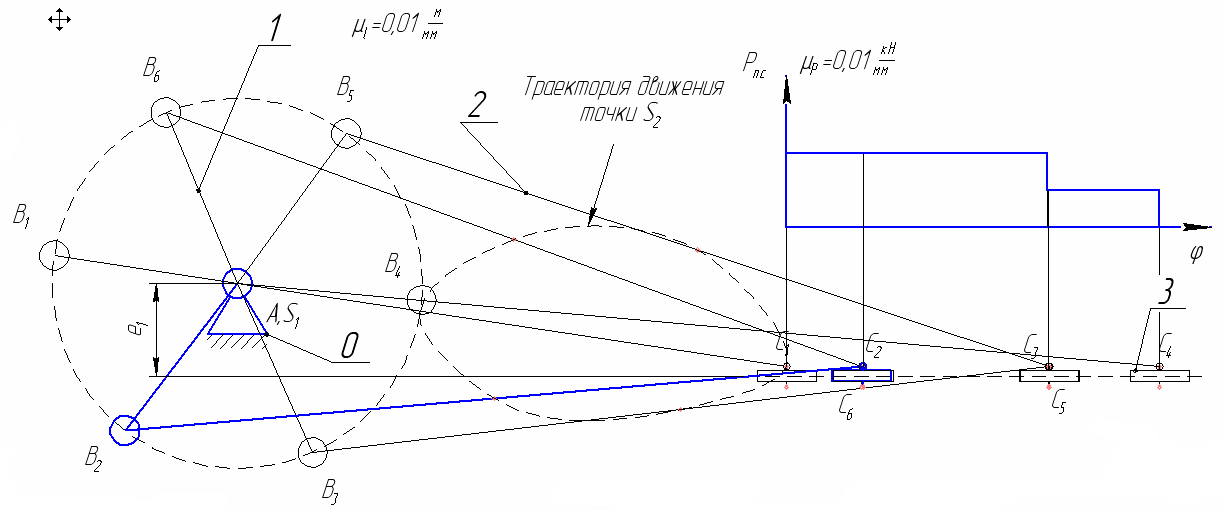 1
μl=0,01 м/мм
B6
B5
2
Траектория движения
точки S2
Pпс
μp=0,01 кН/мм
B1
B4
φ
e1
A,S1
0
3
C1
C2
C3
C4
C6
C5
B2
B3